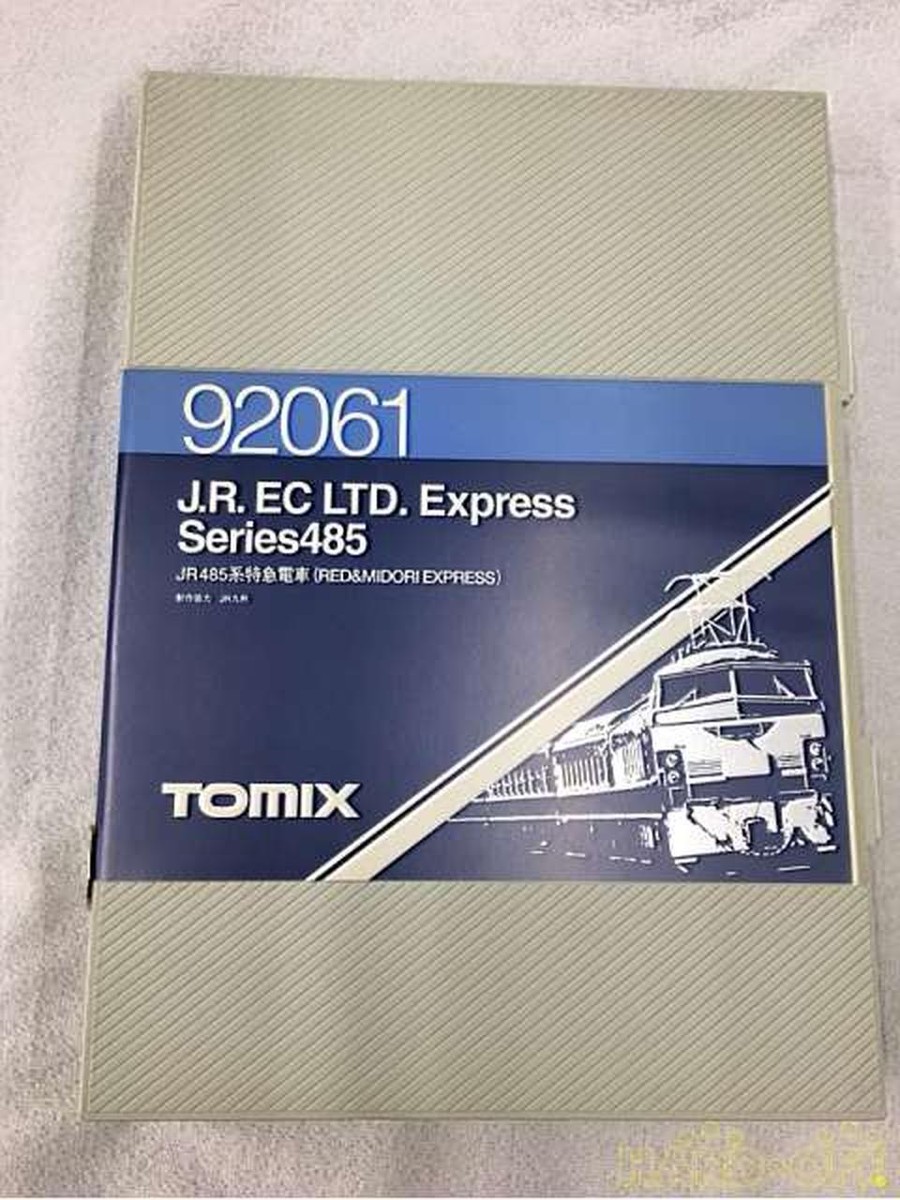 92061
J.R. EC LTD. Express
Series485
JR485系特急電車(RED&MIDORI EXPRESS)
製作協力 JR九州
TOMIX